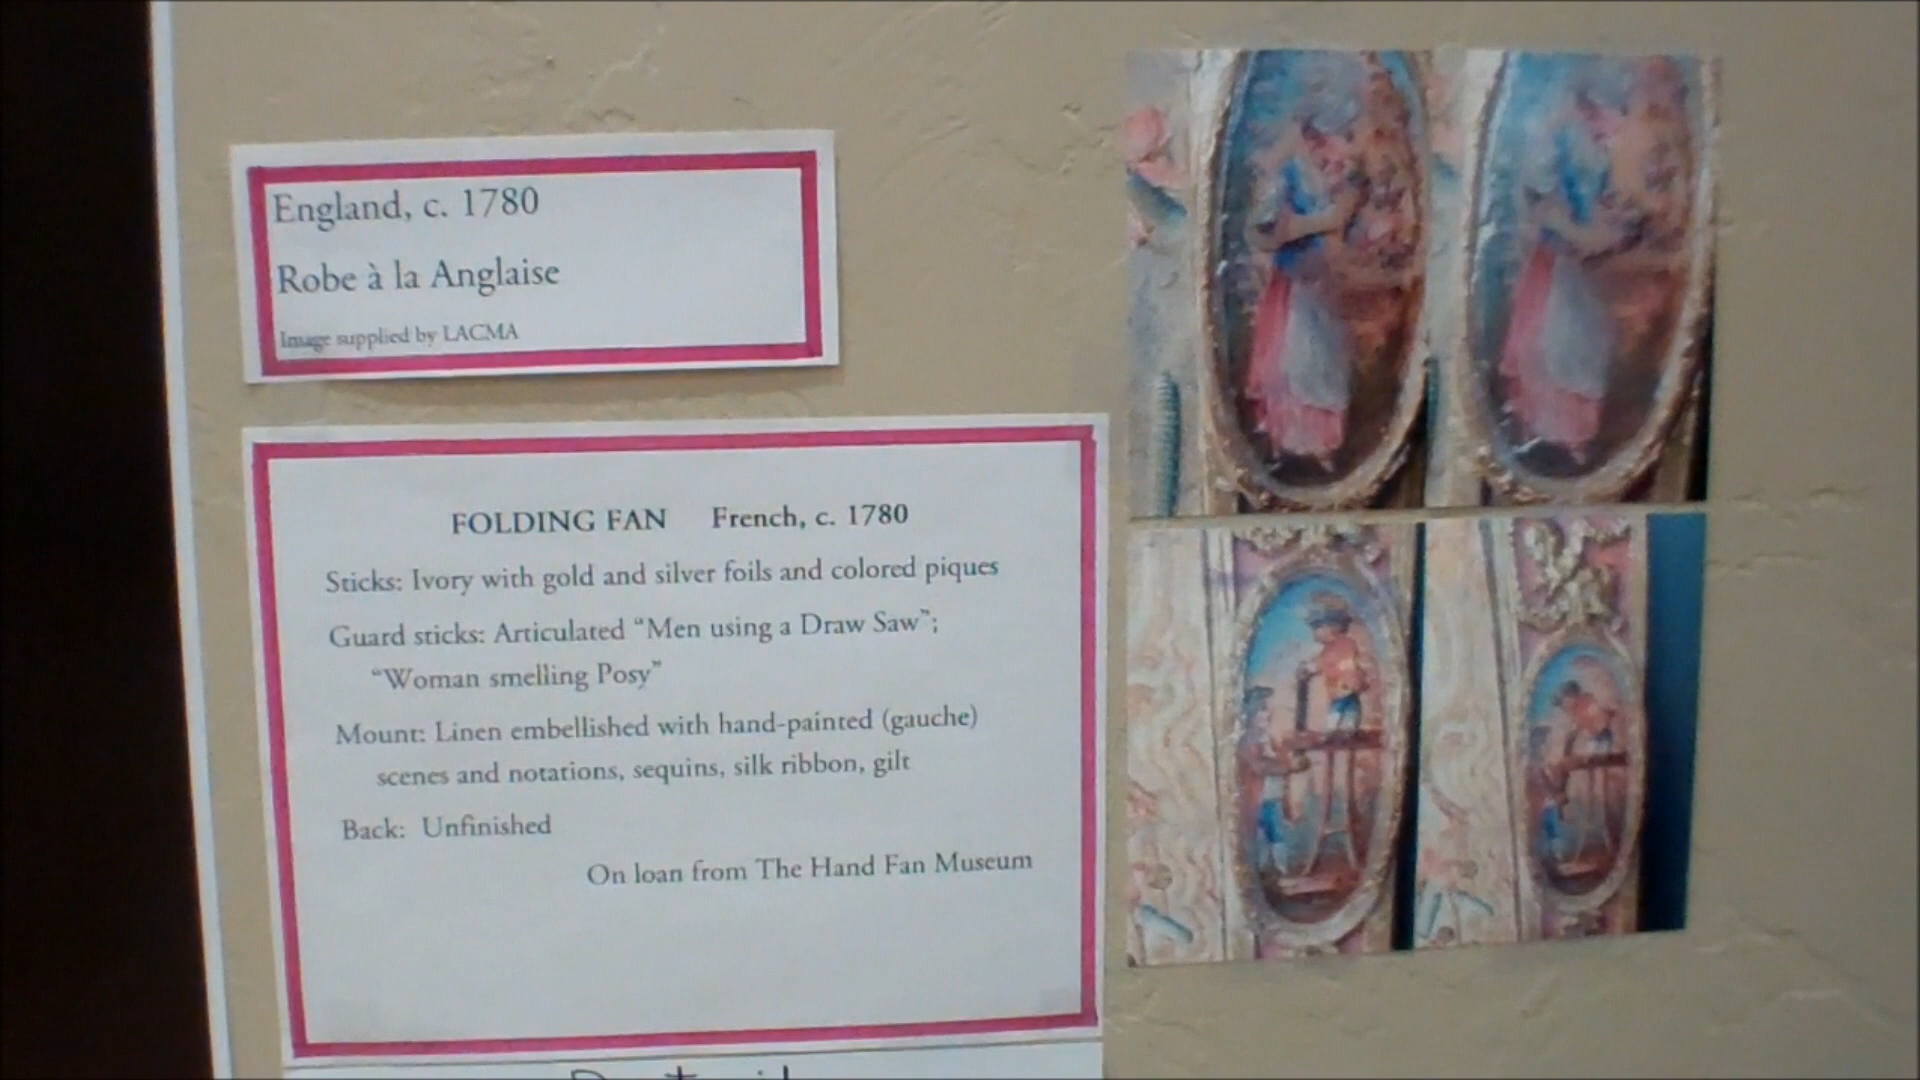 England, c. 1780
Robe à la Anglaise
Image supplied by LACMA
FOLDING FAN French, c. 1780
Sticks: Ivory with gold and silver foils and colored piques
Guard sticks: Articulated “Men using a Draw Saw”;
“Woman smelling Posy”
Mount: Linen embellished with hand-painted (gauche)
scenes and notations, sequins, silk ribbon, gilt
Back: Unfinished
On loan from The Hand Fan Museum